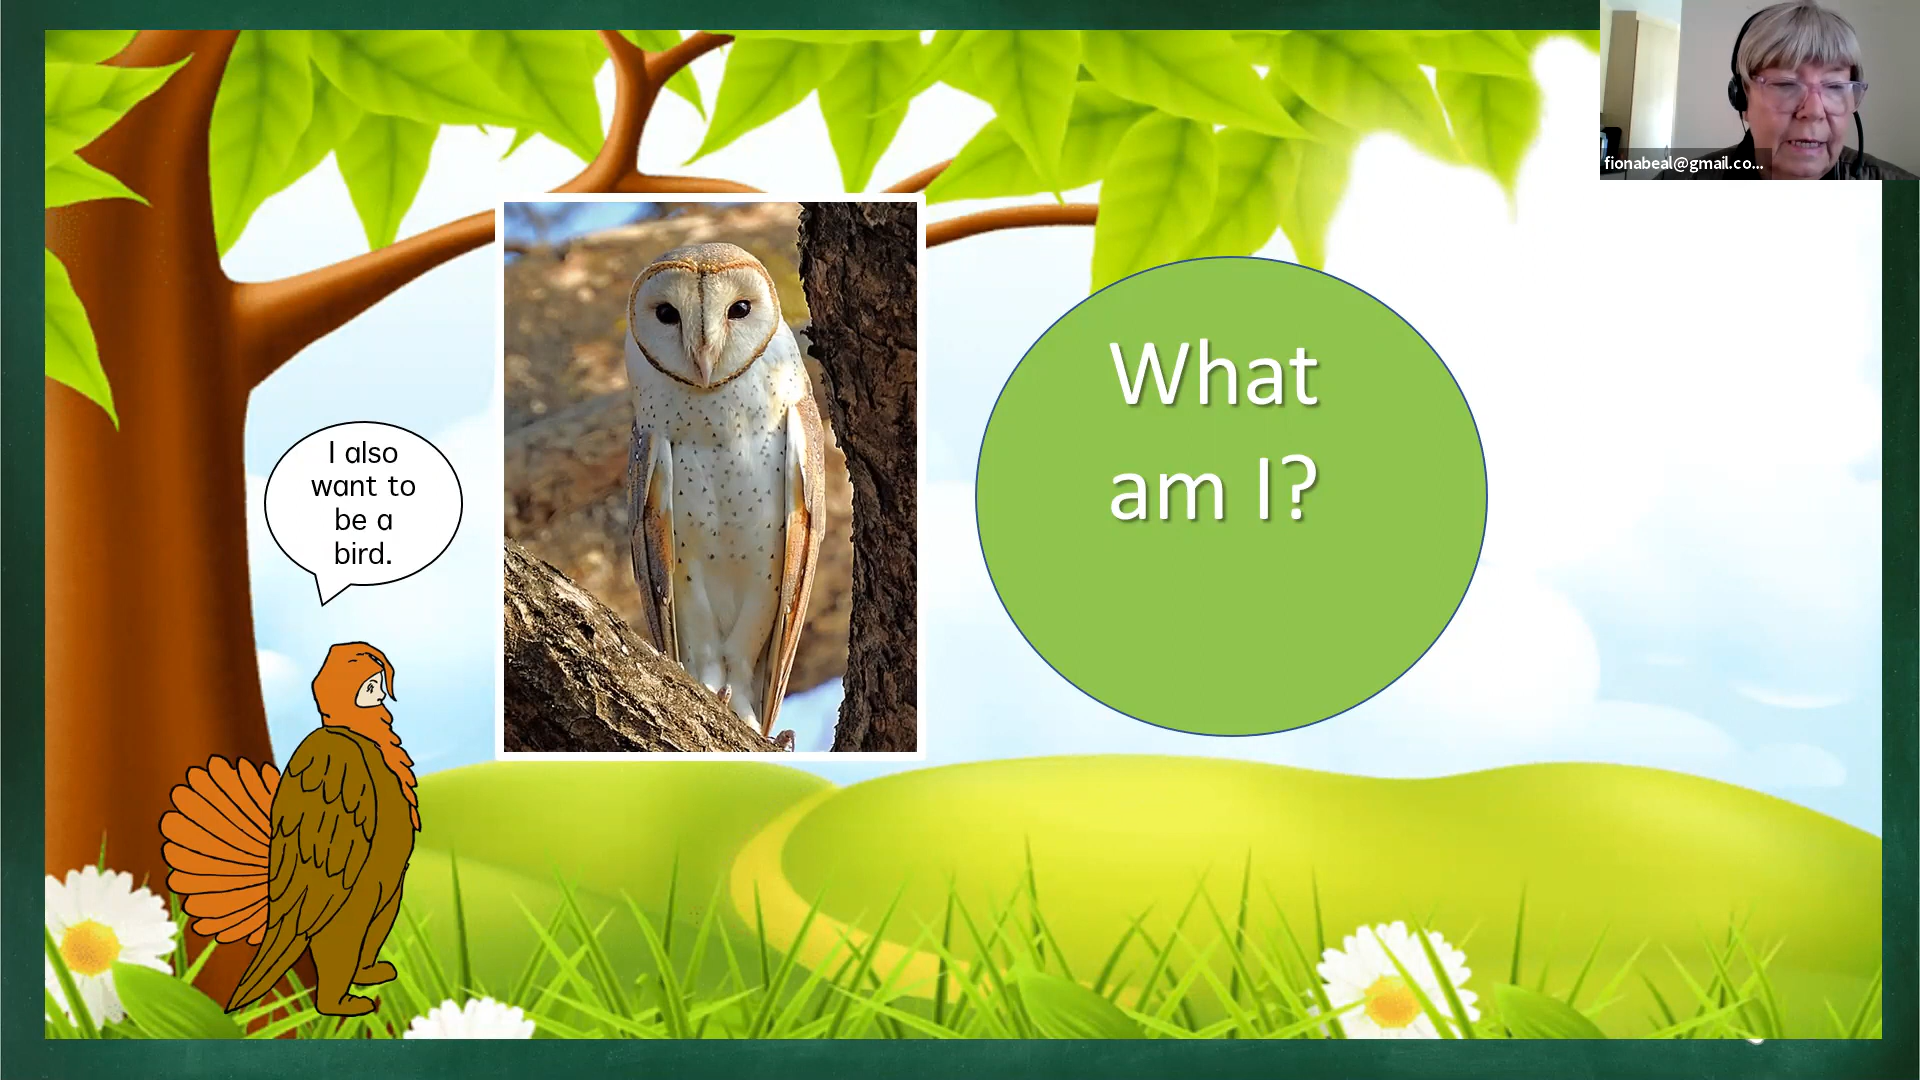 fionabeal@gmail.co...
What
am I?
I also
want to
be a
bird.